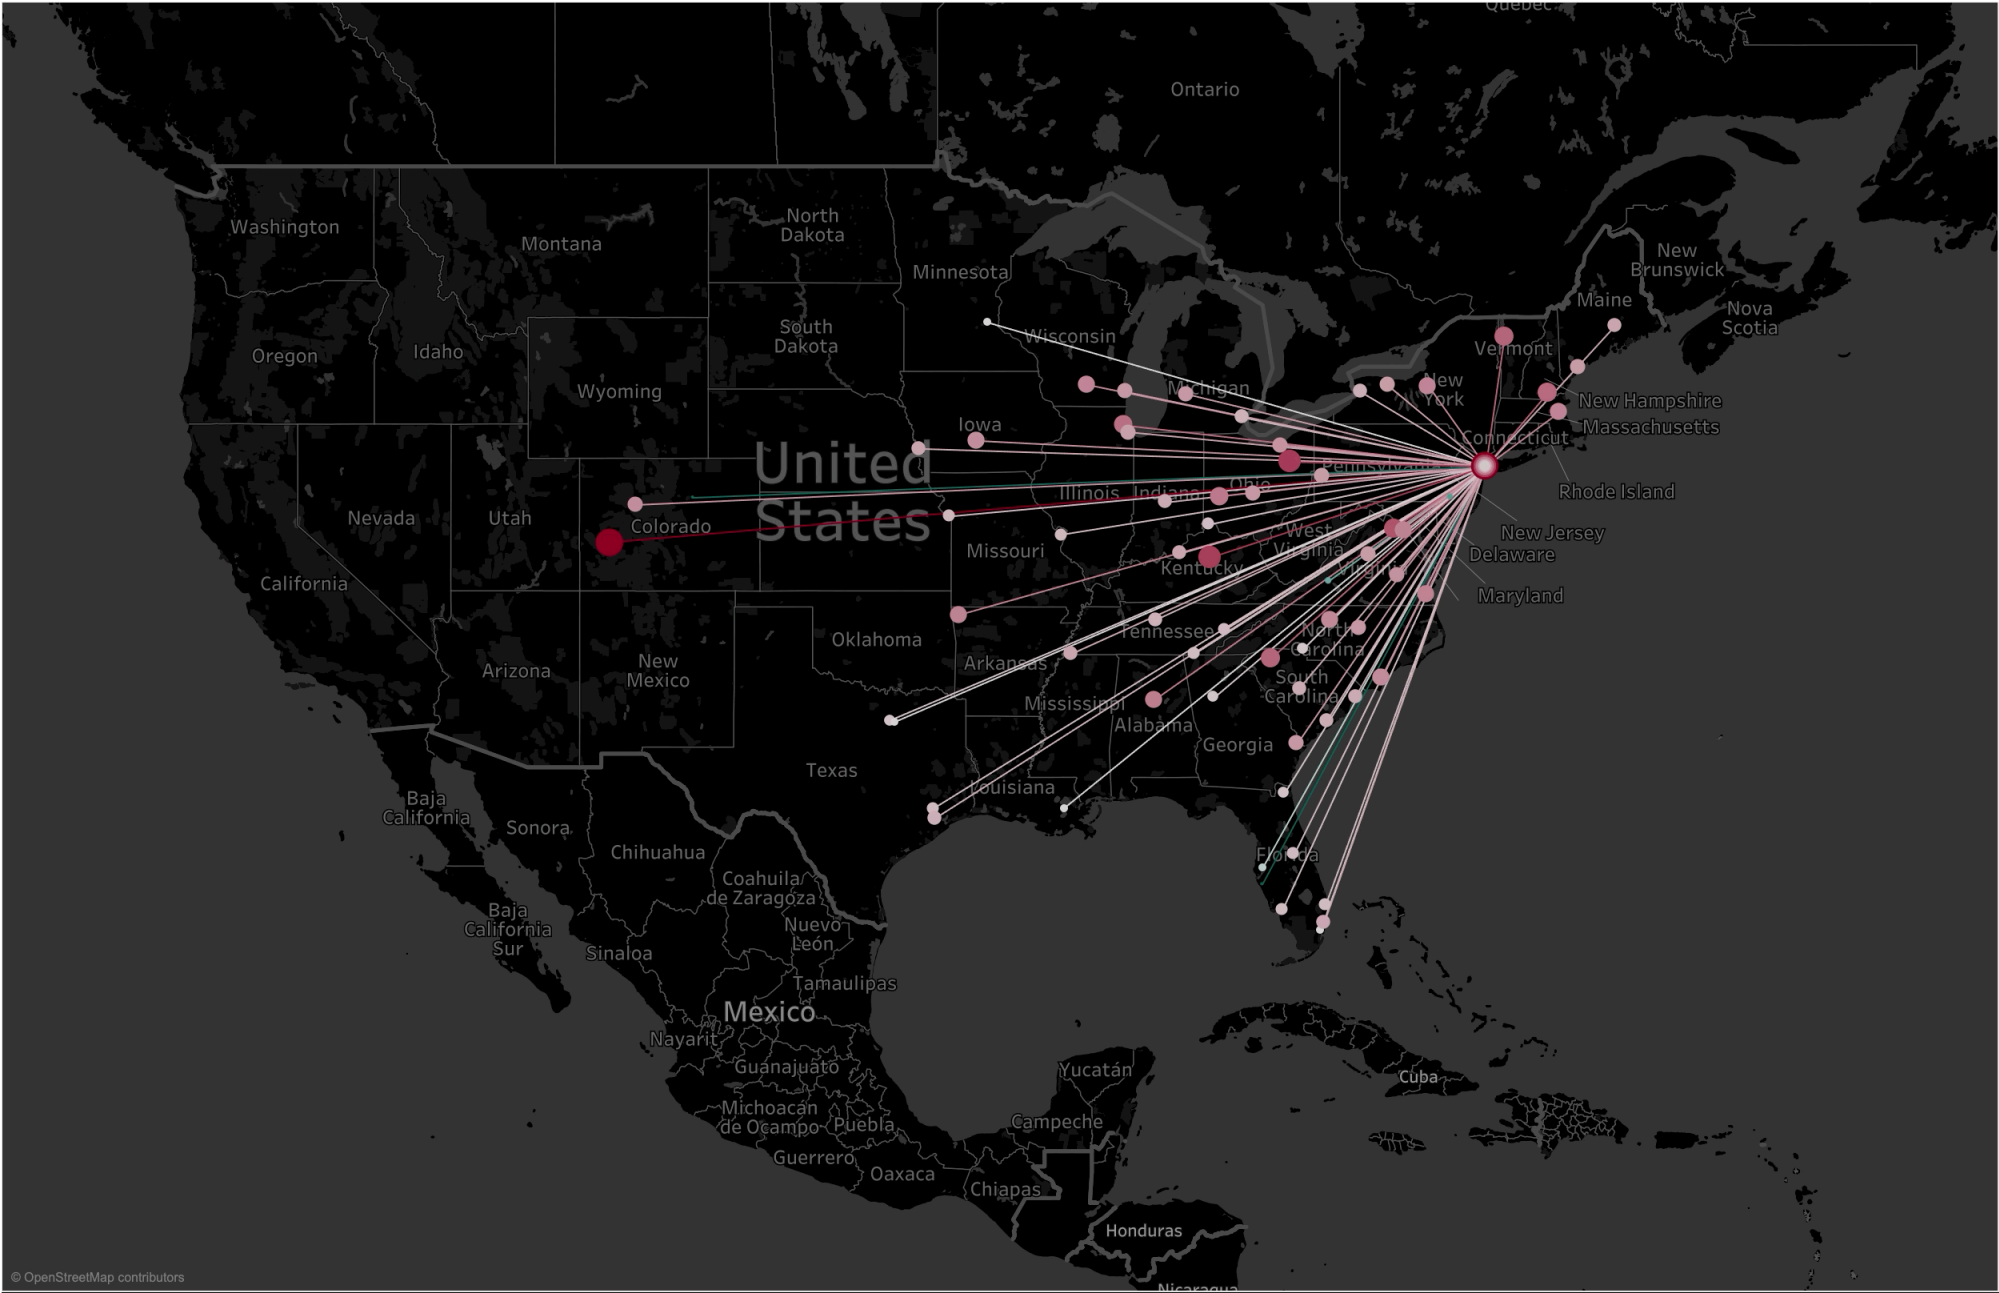 Québec
Ontario
Washington
Montana
North
Dakota
Minnesota
New
Brunswick
Maine
Nova
Scotia
Oregon
Idaho
South
Dakota
Wisconsin
Vermont
Wyoming
Michigan
New
York
New Hampshire
Massachusetts
Iowa
Connecticut
United
States
Pennsylvania
Rhode Island
Illinois
Indiana
Ohio
Nevada
Utah
Colorado
West
Virginia
New Jersey
Delaware
Missouri
Kentucky
Virginia
California
Maryland
Oklahoma
Tennessee
North
Carolina
Arizona
New
Mexico
Arkansas
South
Carolina
Mississippi
Alabama
Georgia
Texas
Louisiana
Baja
California
Sonora
Chihuahua
Florida
Coahuila
de Zaragoza
Baja
California
Sur
Nuevo
León
Sinaloa
Tamaulipas
Mexico
Nayarit
Guanajuato
Yucatán
Cuba
Michoacán
de Ocampo
Puebla
Campeche
Guerrero
Oaxaca
Chiapas
Honduras
Nicaragua
© OpenStreetMap contributors